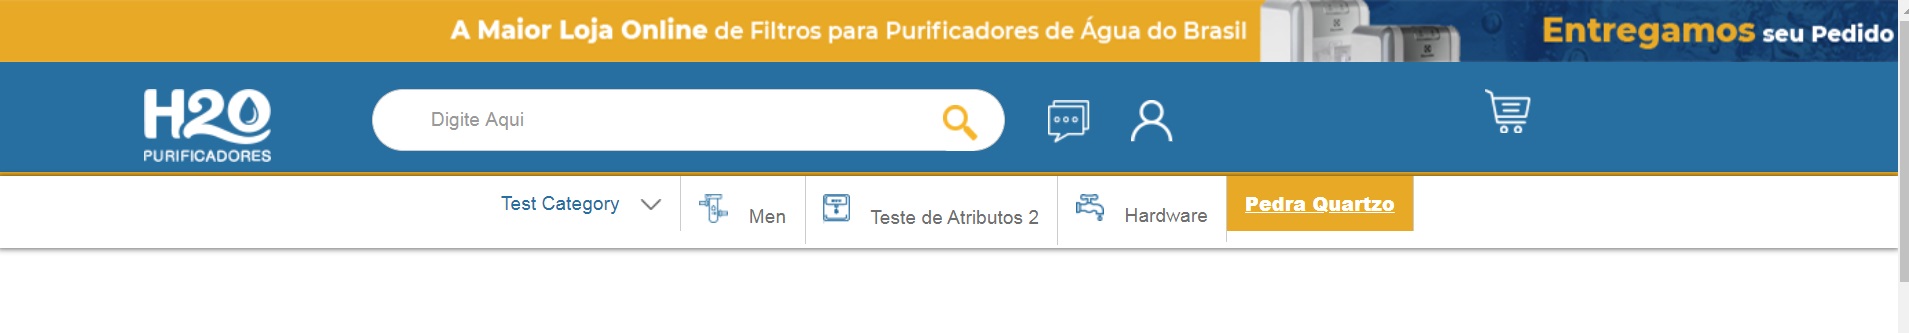 A Maior Loja Online de Filtros para Purificadores de Água do Brasil
Entregamos seu Pedido
H2O
PURIFICADORES
Digite Aqui
Test Category
Men
Teste de Atributos 2
Hardware
Pedra Quartzo